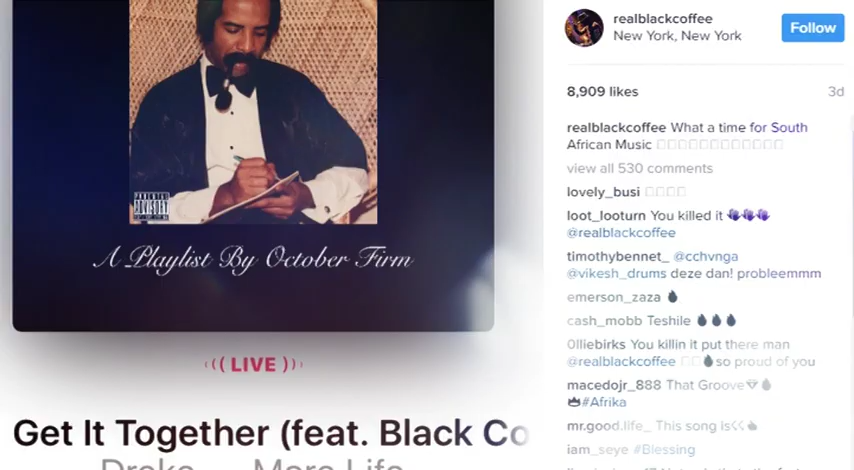 PARENTAL
ADVISORY
A Playlist By October Firm
LIVE
Get It Together (feat. Black Co
Drake — More Life
realblackcoffee
New York, New York
Follow
8,909 likes
3d
realblackcoffee What a time for South
African Music
view all 530 comments
lovely_busi
loot_looturn You killed it
@realblackcoffee
timothybennet_ @cchvnga
@vikesh_drums deze dan! probleemmm
emerson_zaza
cash_mobb Teshile
0lliebirks You killin it put there man
@realblackcoffee so proud of you
macedojr_888 That Groove
#Afrika
mr.good.life_ This song is
iam_seye #Blessing